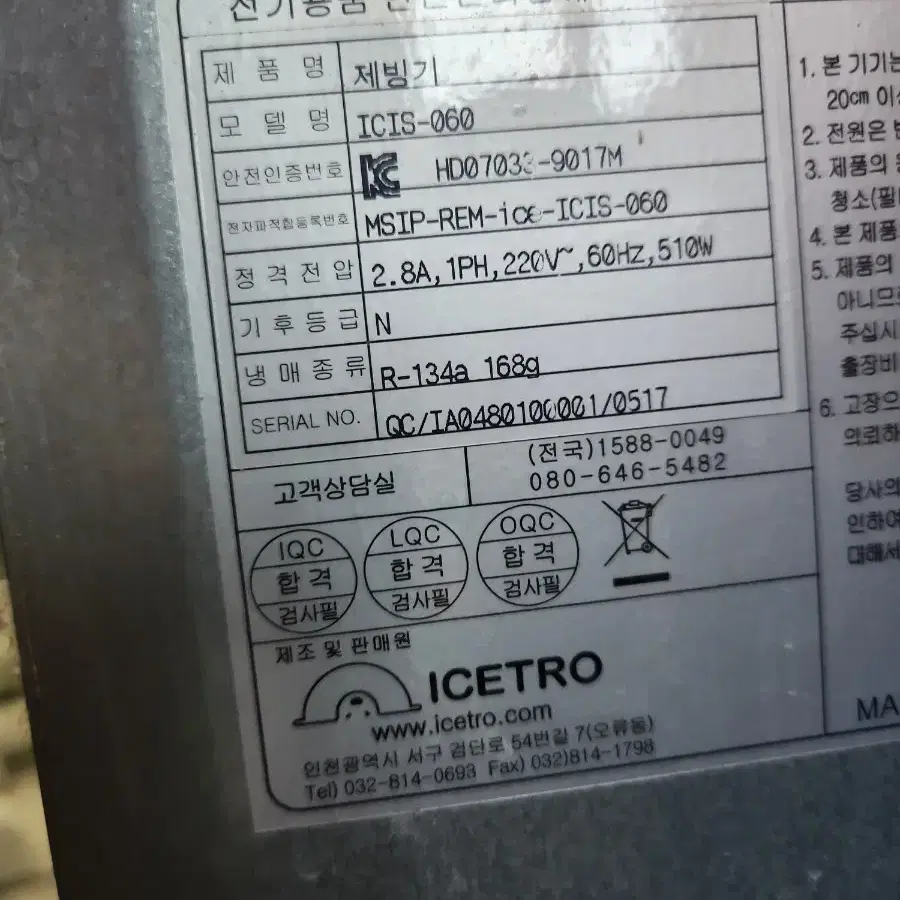 제 품 명 제빙기
모 델 명 ICIS-060
안전인증번호 HD07033-9017M
전자파적합등록번호 MSIP-REM-ice-ICIS-060
정 격 전 압 2.8A,1PH,220V~,60HZ,510W
기 후 등 급 N
냉 매 종 류 R-134a 168g
SERIAL NO. QC/IA0480100001/0517
고객상담실
(전국)1588-0049
080-646-5482
IQC
합 격
검사필
LQC
합 격
검사필
OQC
합 격
검사필
제조 및 판매원
ICETRO
www.icetro.com
인천광역시 서구 검단로 54번길 7(오류동)
Tel) 032-814-0693 Fax) 032)814-1798
1. 본 기기는
20cm 이
2. 전원은
3. 제품의
청소(필
4. 본 제품
5. 제품의
아니므
주십시
출장비
6. 고장으
의뢰하
당사의
인하여
대해서
MA